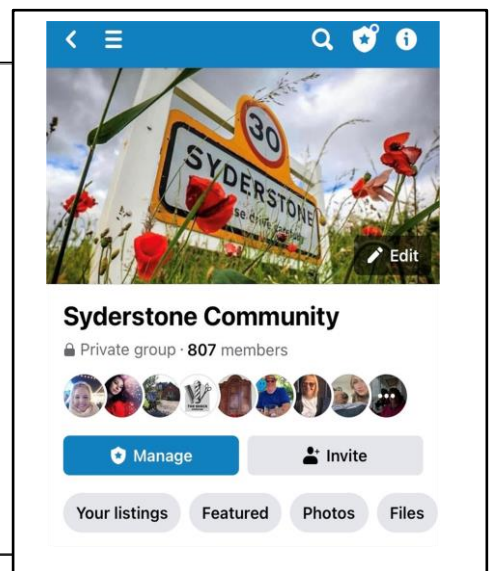 30
SYDERSTONE
Edit
Syderstone Community
Private group · 807 members
Manage
Invite
Your listings
Featured
Photos
Files